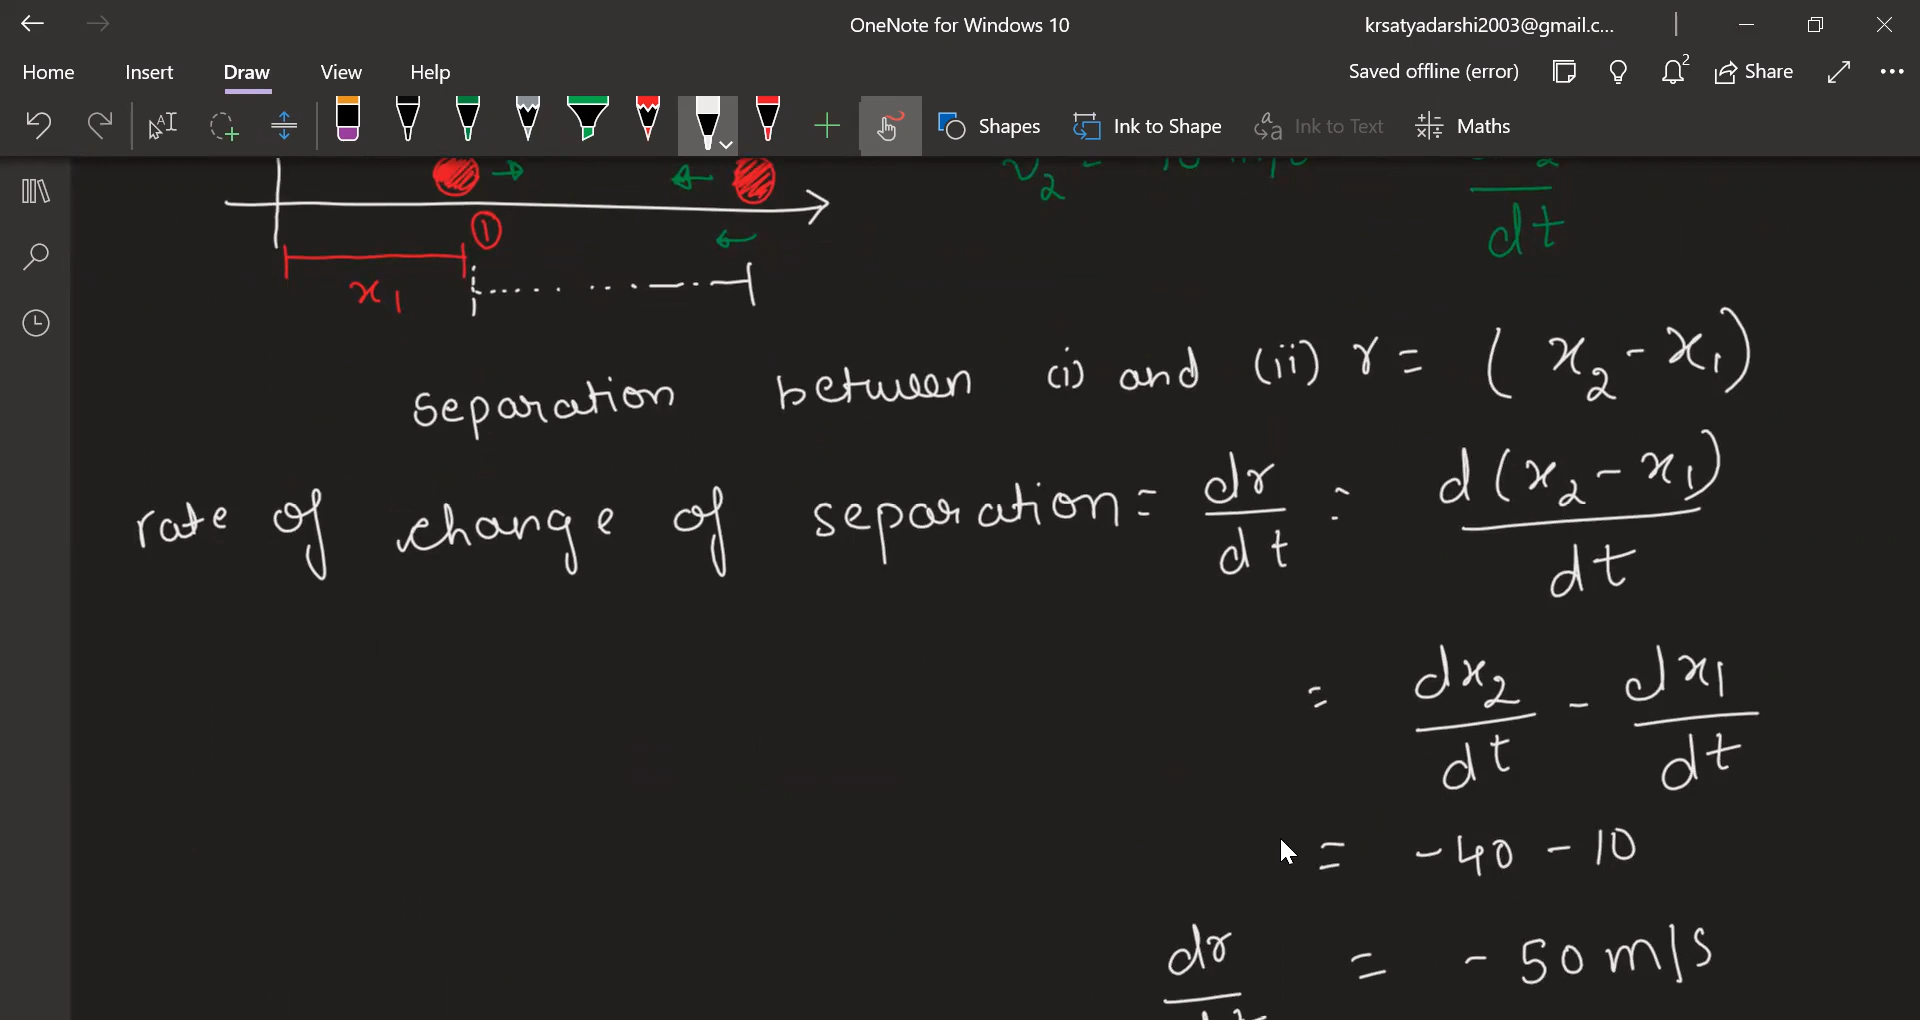 OneNote for Windows 10
krsatyadarshi2003@gmail.c...
Home Insert Draw View Help
Saved offline (error) 2 Share
Shapes Ink to Shape Ink to Text Maths
v₂ =
dt
①
x₁
separation between (i) and (ii) r = (x₂ - x₁)
rate of change of separation = dr/dt = d(x₂ - x₁)/dt
= dx₂/dt - dx₁/dt
= -40 - 10
dr = -50 m/s